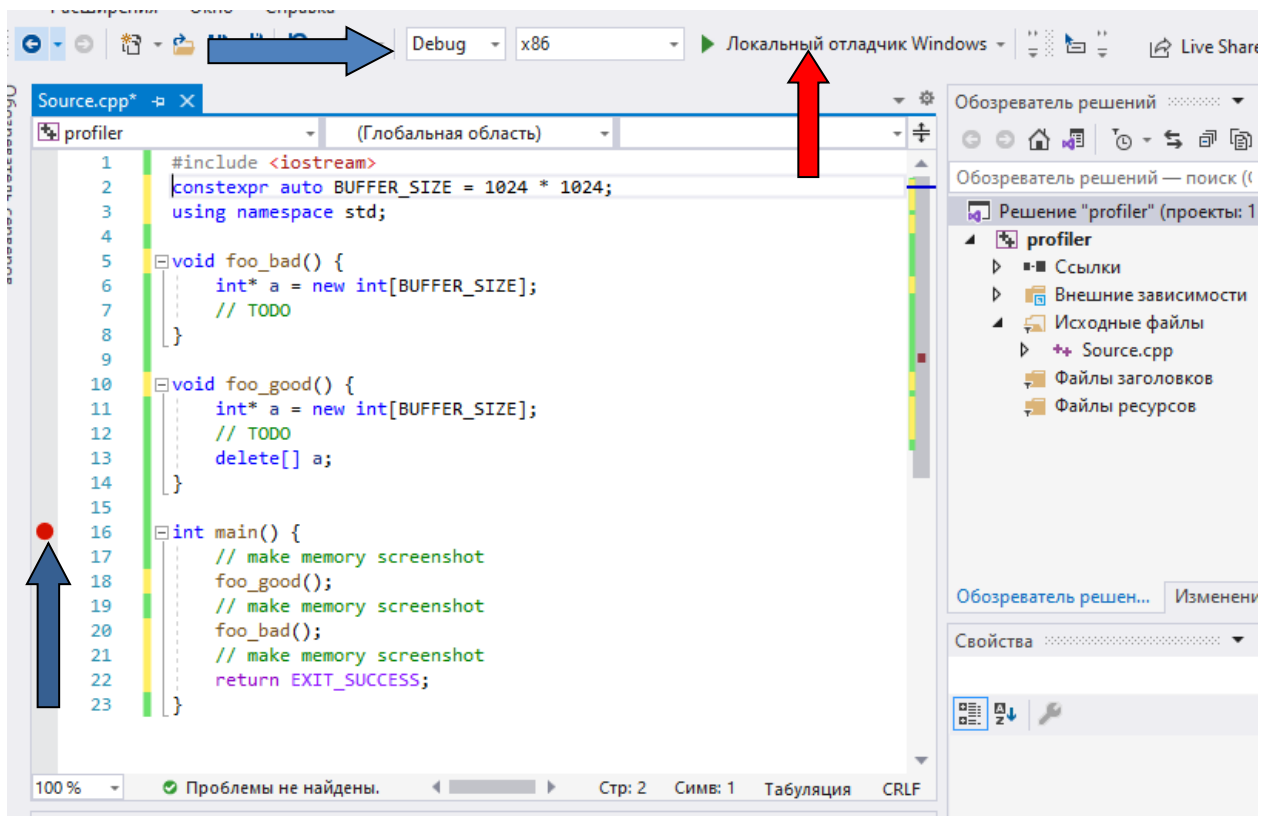 Расширения Окно Справка
Debug x86 Локальный отладчик Windows Live Share
Source.cpp*
profiler (Глобальная область)
1 #include <iostream>
2 constexpr auto BUFFER_SIZE = 1024 * 1024;
3 using namespace std;
4
5 void foo_bad() {
6 int* a = new int[BUFFER_SIZE];
7 // TODO
8 }
9
10 void foo_good() {
11 int* a = new int[BUFFER_SIZE];
12 // TODO
13 delete[] a;
14 }
15
16 int main() {
17 // make memory screenshot
18 foo_good();
19 // make memory screenshot
20 foo_bad();
21 // make memory screenshot
22 return EXIT_SUCCESS;
23 }
100 % Проблемы не найдены. Стр: 2 Симв: 1 Табуляция CRLF
Обозреватель решений
Обозреватель решений — поиск (
Решение "profiler" (проекты: 1
profiler
Ссылки
Внешние зависимости
Исходные файлы
Source.cpp
Файлы заголовков
Файлы ресурсов
Обозреватель решен... Изменени
Свойства